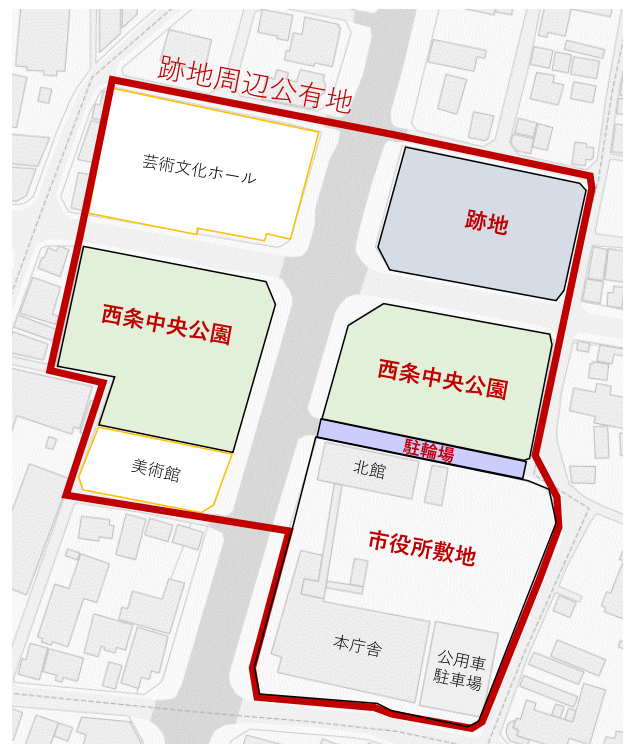 跡地周辺公有地
芸術文化ホール
跡地
西条中央公園
西条中央公園
駐輪場
美術館
北館
市役所敷地
本庁舎
公用車
駐車場